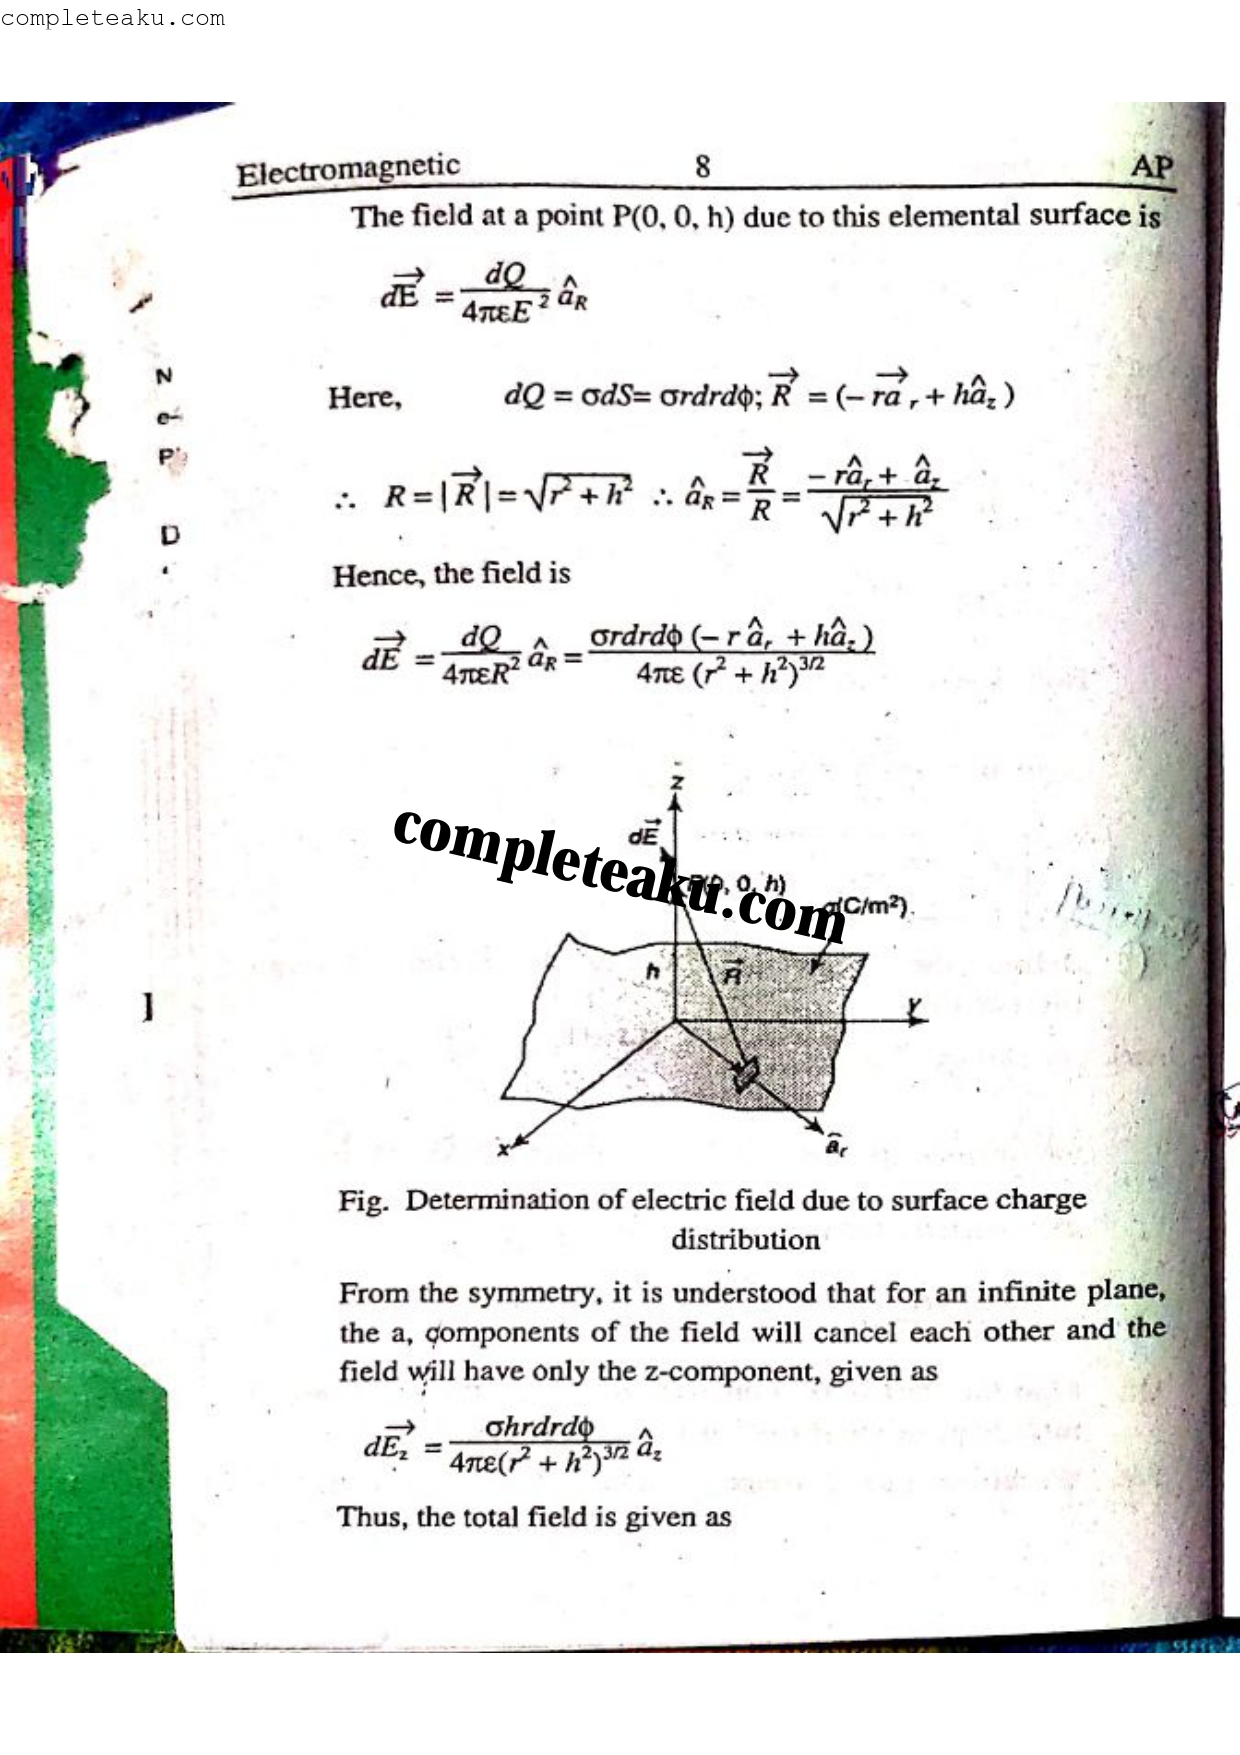 completeaku.com
Electromagnetic 8 AP
The field at a point P(0, 0, h) due to this elemental surface is
$\overrightarrow{dE} = \frac{dQ}{4\pi\varepsilon E^2} \hat{a}_R$
N
Here, $dQ = \sigma dS= \sigma rdrd\phi; \overrightarrow{R} = (- \overrightarrow{ra}_r + h\hat{a}_z)$
e
P
∴ $R = |\overrightarrow{R}| = \sqrt{r^2 + h^2}$ ∴ $\hat{a}_R = \frac{\overrightarrow{R}}{R} = \frac{- r\hat{a}_r + \hat{a}_z}{\sqrt{r^2 + h^2}}$
D
Hence, the field is
$\overrightarrow{dE} = \frac{dQ}{4\pi\varepsilon R^2} \hat{a}_R = \frac{\sigma rdrd\phi (- r \hat{a}_r + h\hat{a}_z)}{4\pi\varepsilon (r^2 + h^2)^{3/2}}$
z
$d\overrightarrow{E}$
completeaku.com
P(0, 0, h)
σ(C/m²)
h
$\overrightarrow{R}$
]
y
x
$\hat{a}_r$
Fig. Determination of electric field due to surface charge
distribution
From the symmetry, it is understood that for an infinite plane,
the a, components of the field will cancel each other and the
field will have only the z-component, given as
$d\overrightarrow{E_z} = \frac{\sigma hrdrd\phi}{4\pi\varepsilon(r^2 + h^2)^{3/2}} \hat{a}_z$
Thus, the total field is given as